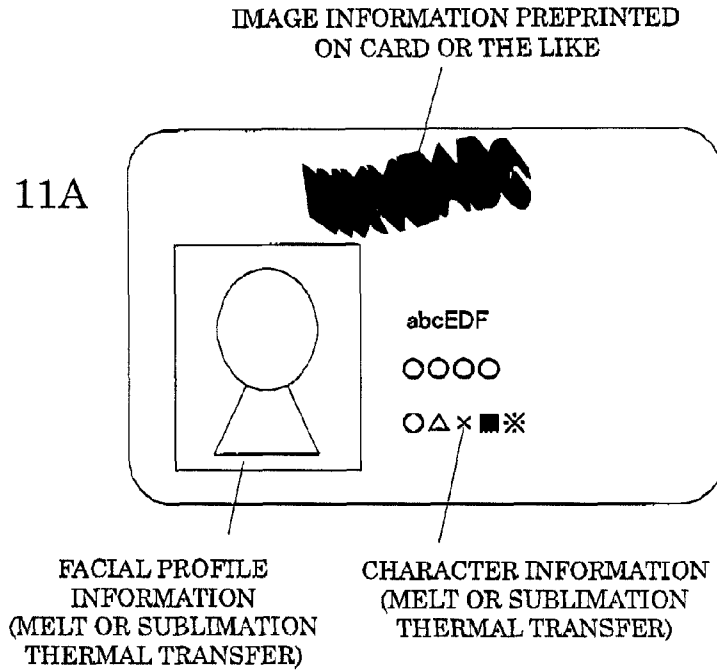 IMAGE INFORMATION PREPRINTED
ON CARD OR THE LIKE
11A
abcEDF
○○○○
○△×■※
FACIAL PROFILE
INFORMATION
(MELT OR SUBLIMATION
THERMAL TRANSFER)
CHARACTER INFORMATION
(MELT OR SUBLIMATION
THERMAL TRANSFER)